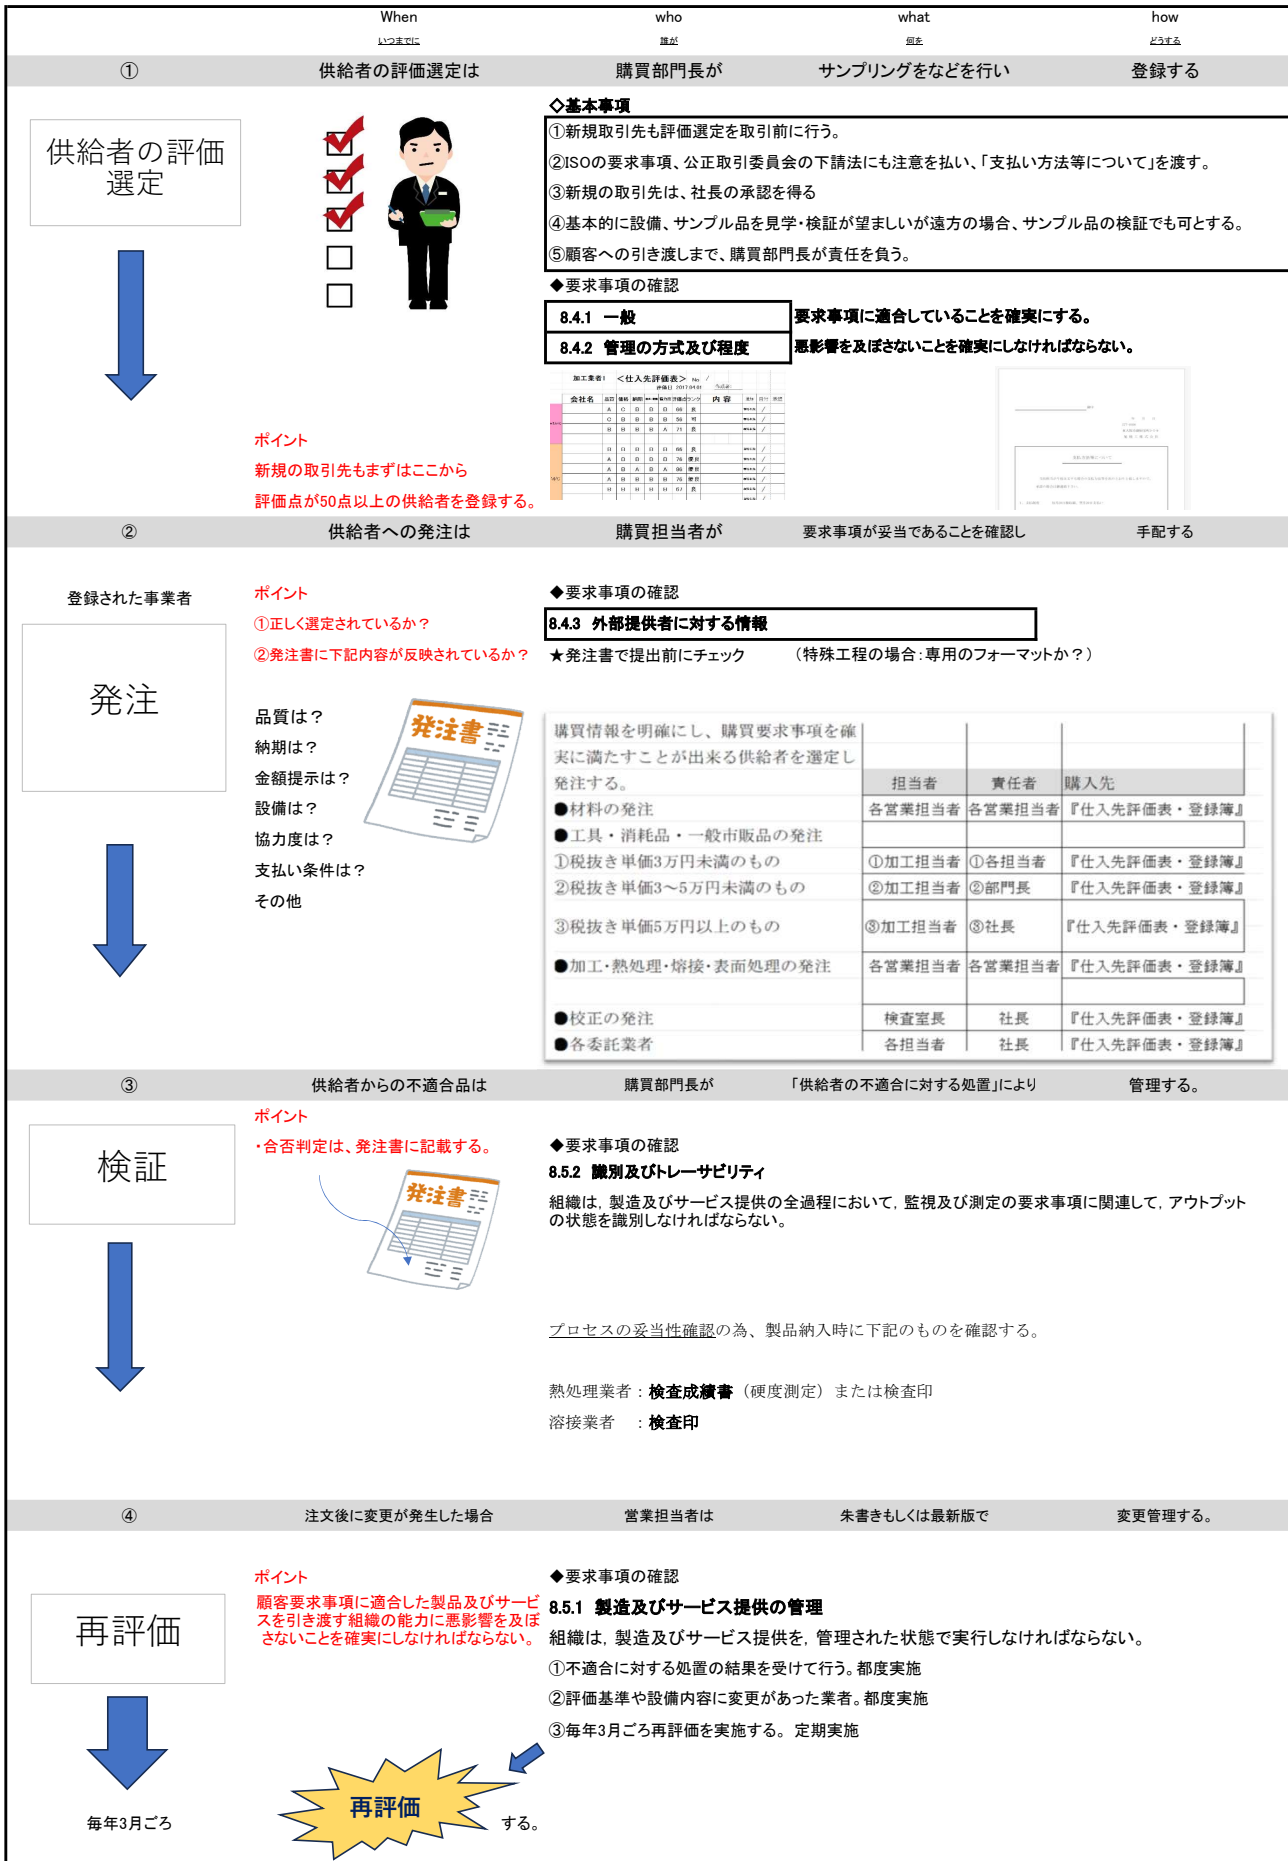 When who what how
いつまでに 誰が 何を どうする
① 供給者の評価選定は 購買部門長が サンプリングをなどを行い 登録する
供給者の評価
選定
◇基本事項
①新規取引先も評価選定を取引前に行う。
②ISOの要求事項、公正取引委員会の下請法にも注意を払い、「支払い方法等について」を渡す。
③新規の取引先は、社長の承認を得る
④基本的に設備、サンプル品を見学・検証が望ましいが遠方の場合、サンプル品の検証でも可とする。
⑤顧客への引き渡しまで、購買部門長が責任を負う。
◆要求事項の確認
8.4.1 一般 要求事項に適合していることを確実にする。
8.4.2 管理の方式及び程度 悪影響を及ぼさないことを確実にしなければならない。
加工業者1 <仕入先評価表> No /
評価日 2017.04.01
会社名 品質 価格 納期 ランク 内容
A C B B B 66 良
C B B B B 56 可
B B B B A 71 良
B B B B B 66 良
A B B B B 76 優良
A B A B A 96 優良
A B B B B 76 優良
B B B B B 67 良
ポイント
新規の取引先もまずはここから
評価点が50点以上の供給者を登録する。
② 供給者への発注は 購買担当者が 要求事項が妥当であることを確認し 手配する
登録された事業者
発注
ポイント
①正しく選定されているか？
②発注書に下記内容が反映されているか？
品質は？
納期は？
金額提示は？
設備は？
協力度は？
支払い条件は？
その他
発注書
◆要求事項の確認
8.4.3 外部提供者に対する情報
★発注書で提出前にチェック （特殊工程の場合：専用のフォーマットか？）
購買情報を明確にし、購買要求事項を確
実に満たすことが出来る供給者を選定し
発注する。 担当者 責任者 購入先
●材料の発注 各営業担当者 各営業担当者 『仕入先評価表・登録簿』
●工具・消耗品・一般市販品の発注
①税抜き単価3万円未満のもの ①加工担当者 ①各担当者 『仕入先評価表・登録簿』
②税抜き単価3～5万円未満のもの ②加工担当者 ②部門長 『仕入先評価表・登録簿』
③税抜き単価5万円以上のもの ③加工担当者 ③社長 『仕入先評価表・登録簿』
●加工・熱処理・熔接・表面処理の発注 各営業担当者 各営業担当者 『仕入先評価表・登録簿』
●校正の発注 検査室長 社長 『仕入先評価表・登録簿』
●各委託業者 各担当者 社長 『仕入先評価表・登録簿』
③ 供給者からの不適合品は 購買部門長が 「供給者の不適合に対する処置」により 管理する。
検証
ポイント
・合否判定は、発注書に記載する。
発注書
◆要求事項の確認
8.5.2 識別及びトレーサビリティ
組織は，製造及びサービス提供の全過程において，監視及び測定の要求事項に関連して，アウトプット
の状態を識別しなければならない。
プロセスの妥当性確認の為、製品納入時に下記のものを確認する。
熱処理業者：検査成績書（硬度測定）または検査印
溶接業者 ：検査印
④ 注文後に変更が発生した場合 営業担当者は 朱書きもしくは最新版で 変更管理する。
再評価
ポイント
顧客要求事項に適合した製品及びサービ
スを引き渡す組織の能力に悪影響を及ぼ
さないことを確実にしなければならない。
◆要求事項の確認
8.5.1 製造及びサービス提供の管理
組織は，製造及びサービス提供を，管理された状態で実行しなければならない。
①不適合に対する処置の結果を受けて行う。都度実施
②評価基準や設備内容に変更があった業者。都度実施
③毎年3月ごろ再評価を実施する。 定期実施
毎年3月ごろ 再評価 する。